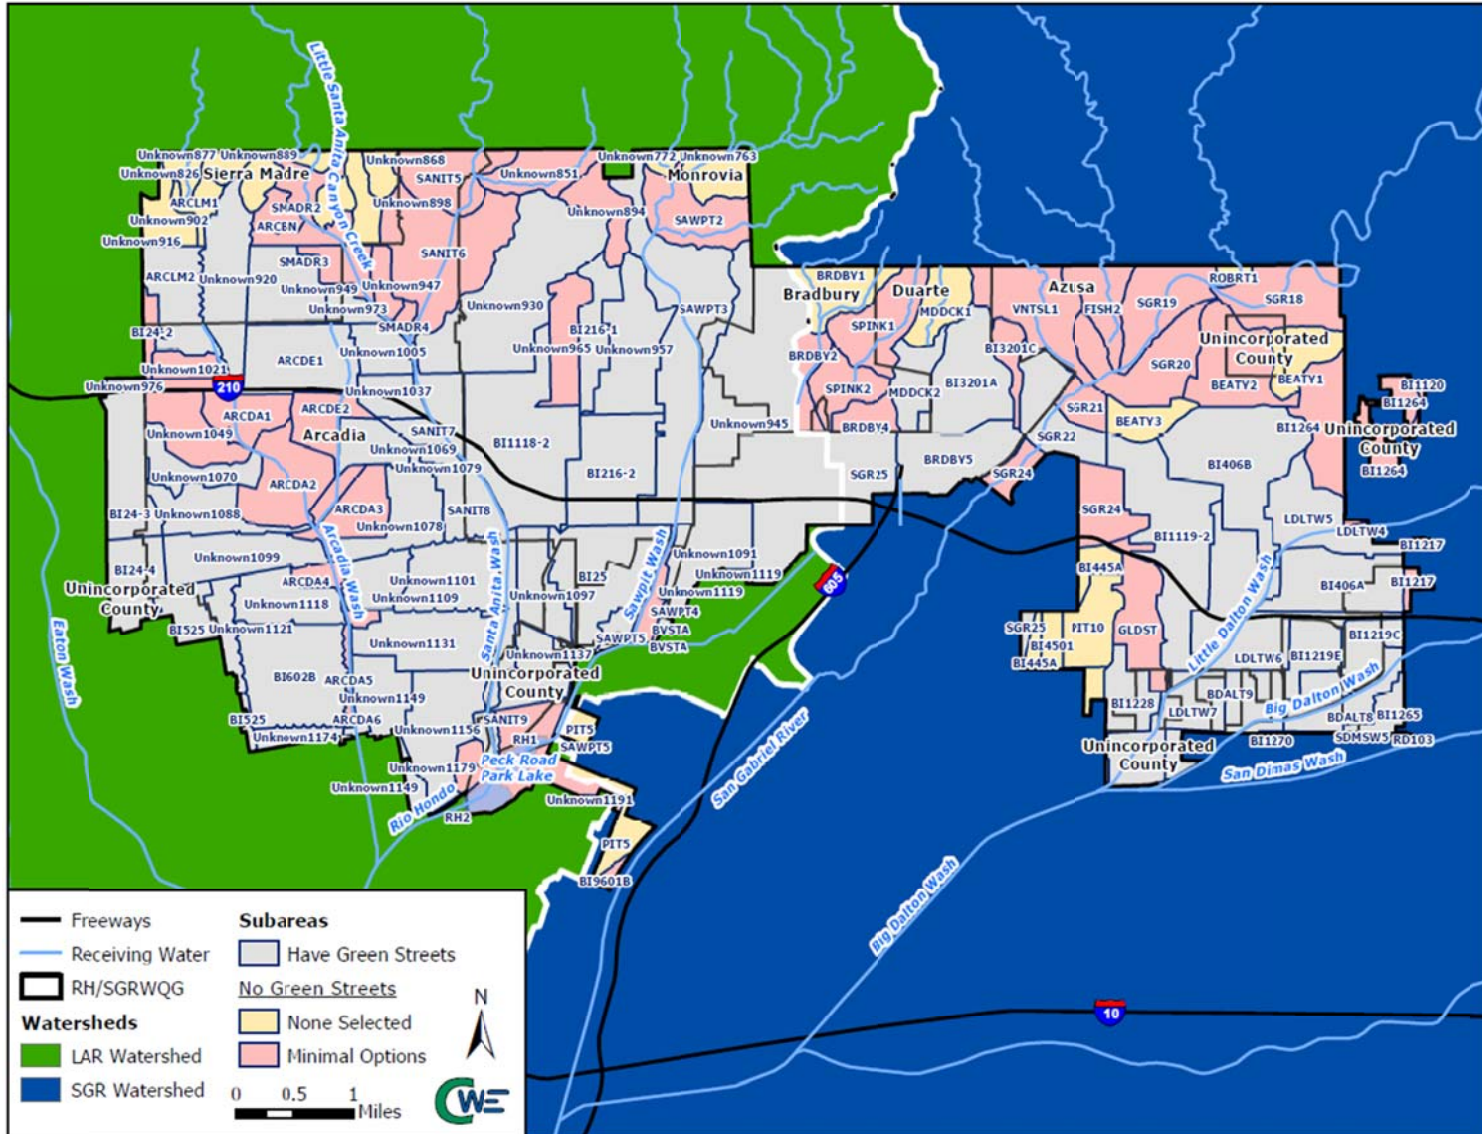 Little Santa Anita Canyon Creek
Unknown877
Unknown889
Unknown868
Unknown772
Unknown763
Unknown826
Sierra Madre
SANIT5
Unknown851
Monrovia
ARCLM1
SMADR2
Unknown898
Unknown894
SAWPT2
Unknown902
ARCBN
Unknown916
SANIT6
SMADR3
ARCLM2
Unknown920
Unknown949
Unknown947
Unknown930
Unknown973
SAWPT3
BI24-2
SMADR4
BI216-1
Unknown1005
Unknown965
Unknown957
ARCDE1
Unknown1021
Unknown976
210
Unknown1037
ARCDA1
ARCDE2
Unknown1049
Arcadia
SANIT7
Unknown945
Unknown1069
BI1118-2
Unknown1070
Unknown1079
BI216-2
ARCDA2
ARCDA3
BI24-3
Unknown1088
SANIT8
Unknown1078
Arcadia Wash
Santa Anita Wash
Sawpit Wash
Unknown1099
Unknown1091
BI24-4
ARCDA4
Unknown1101
BI25
Unknown1119
Unincorporated
County
Unknown1118
Unknown1109
Unknown1097
Unknown1119
SAWPT4
BI525
Unknown1121
BVSTA
SAWPT5
BVSTA
Unknown1131
Unknown1137
Eaton Wash
BI602B
ARCDA5
Unincorporated
County
Unknown1149
BI525
ARCDA6
SANIT9
PIT5
Unknown1174
Unknown1156
RH1
SAWPT5
Peck Road
Park Lake
Unknown1179
Unknown1149
Rio Hondo
Unknown1191
RH2
PIT5
BI9601B
605
San Gabriel River
BRDBY1
Bradbury
Duarte
MDDCK1
SPINK1
BRDBY2
SPINK2
MDDCK2
BRDBY4
BI3201A
BI3201C
BRDBY5
SGR25
Azusa
VNTSL1
FISH2
SGR19
ROBRT1
SGR18
Unincorporated
County
SGR20
BEATY2
BEATY1
SGR21
BEATY3
BI1264
SGR22
SGR24
BI1120
BI1264
Unincorporated
County
BI1264
BI406B
SGR24
LDLTW5
LDLTW4
BI1119-2
BI1217
BI445A
BI406A
BI1217
Little Dalton Wash
SGR25
BI4501
GLDST
BI1219C
BI445A
LDLTW6
BI1219E
Big Dalton Wash
BI1228
BDALT9
LDLTW7
BDALT8
BI1265
BI1270
SDMSW5
RD103
Unincorporated
County
San Dimas Wash
Big Dalton Wash
10
Freeways
Receiving Water
RH/SGRWQG
Watersheds
LAR Watershed
SGR Watershed
Subareas
Have Green Streets
No Green Streets
None Selected
Minimal Options
N
0 0.5 1
Miles
CWE